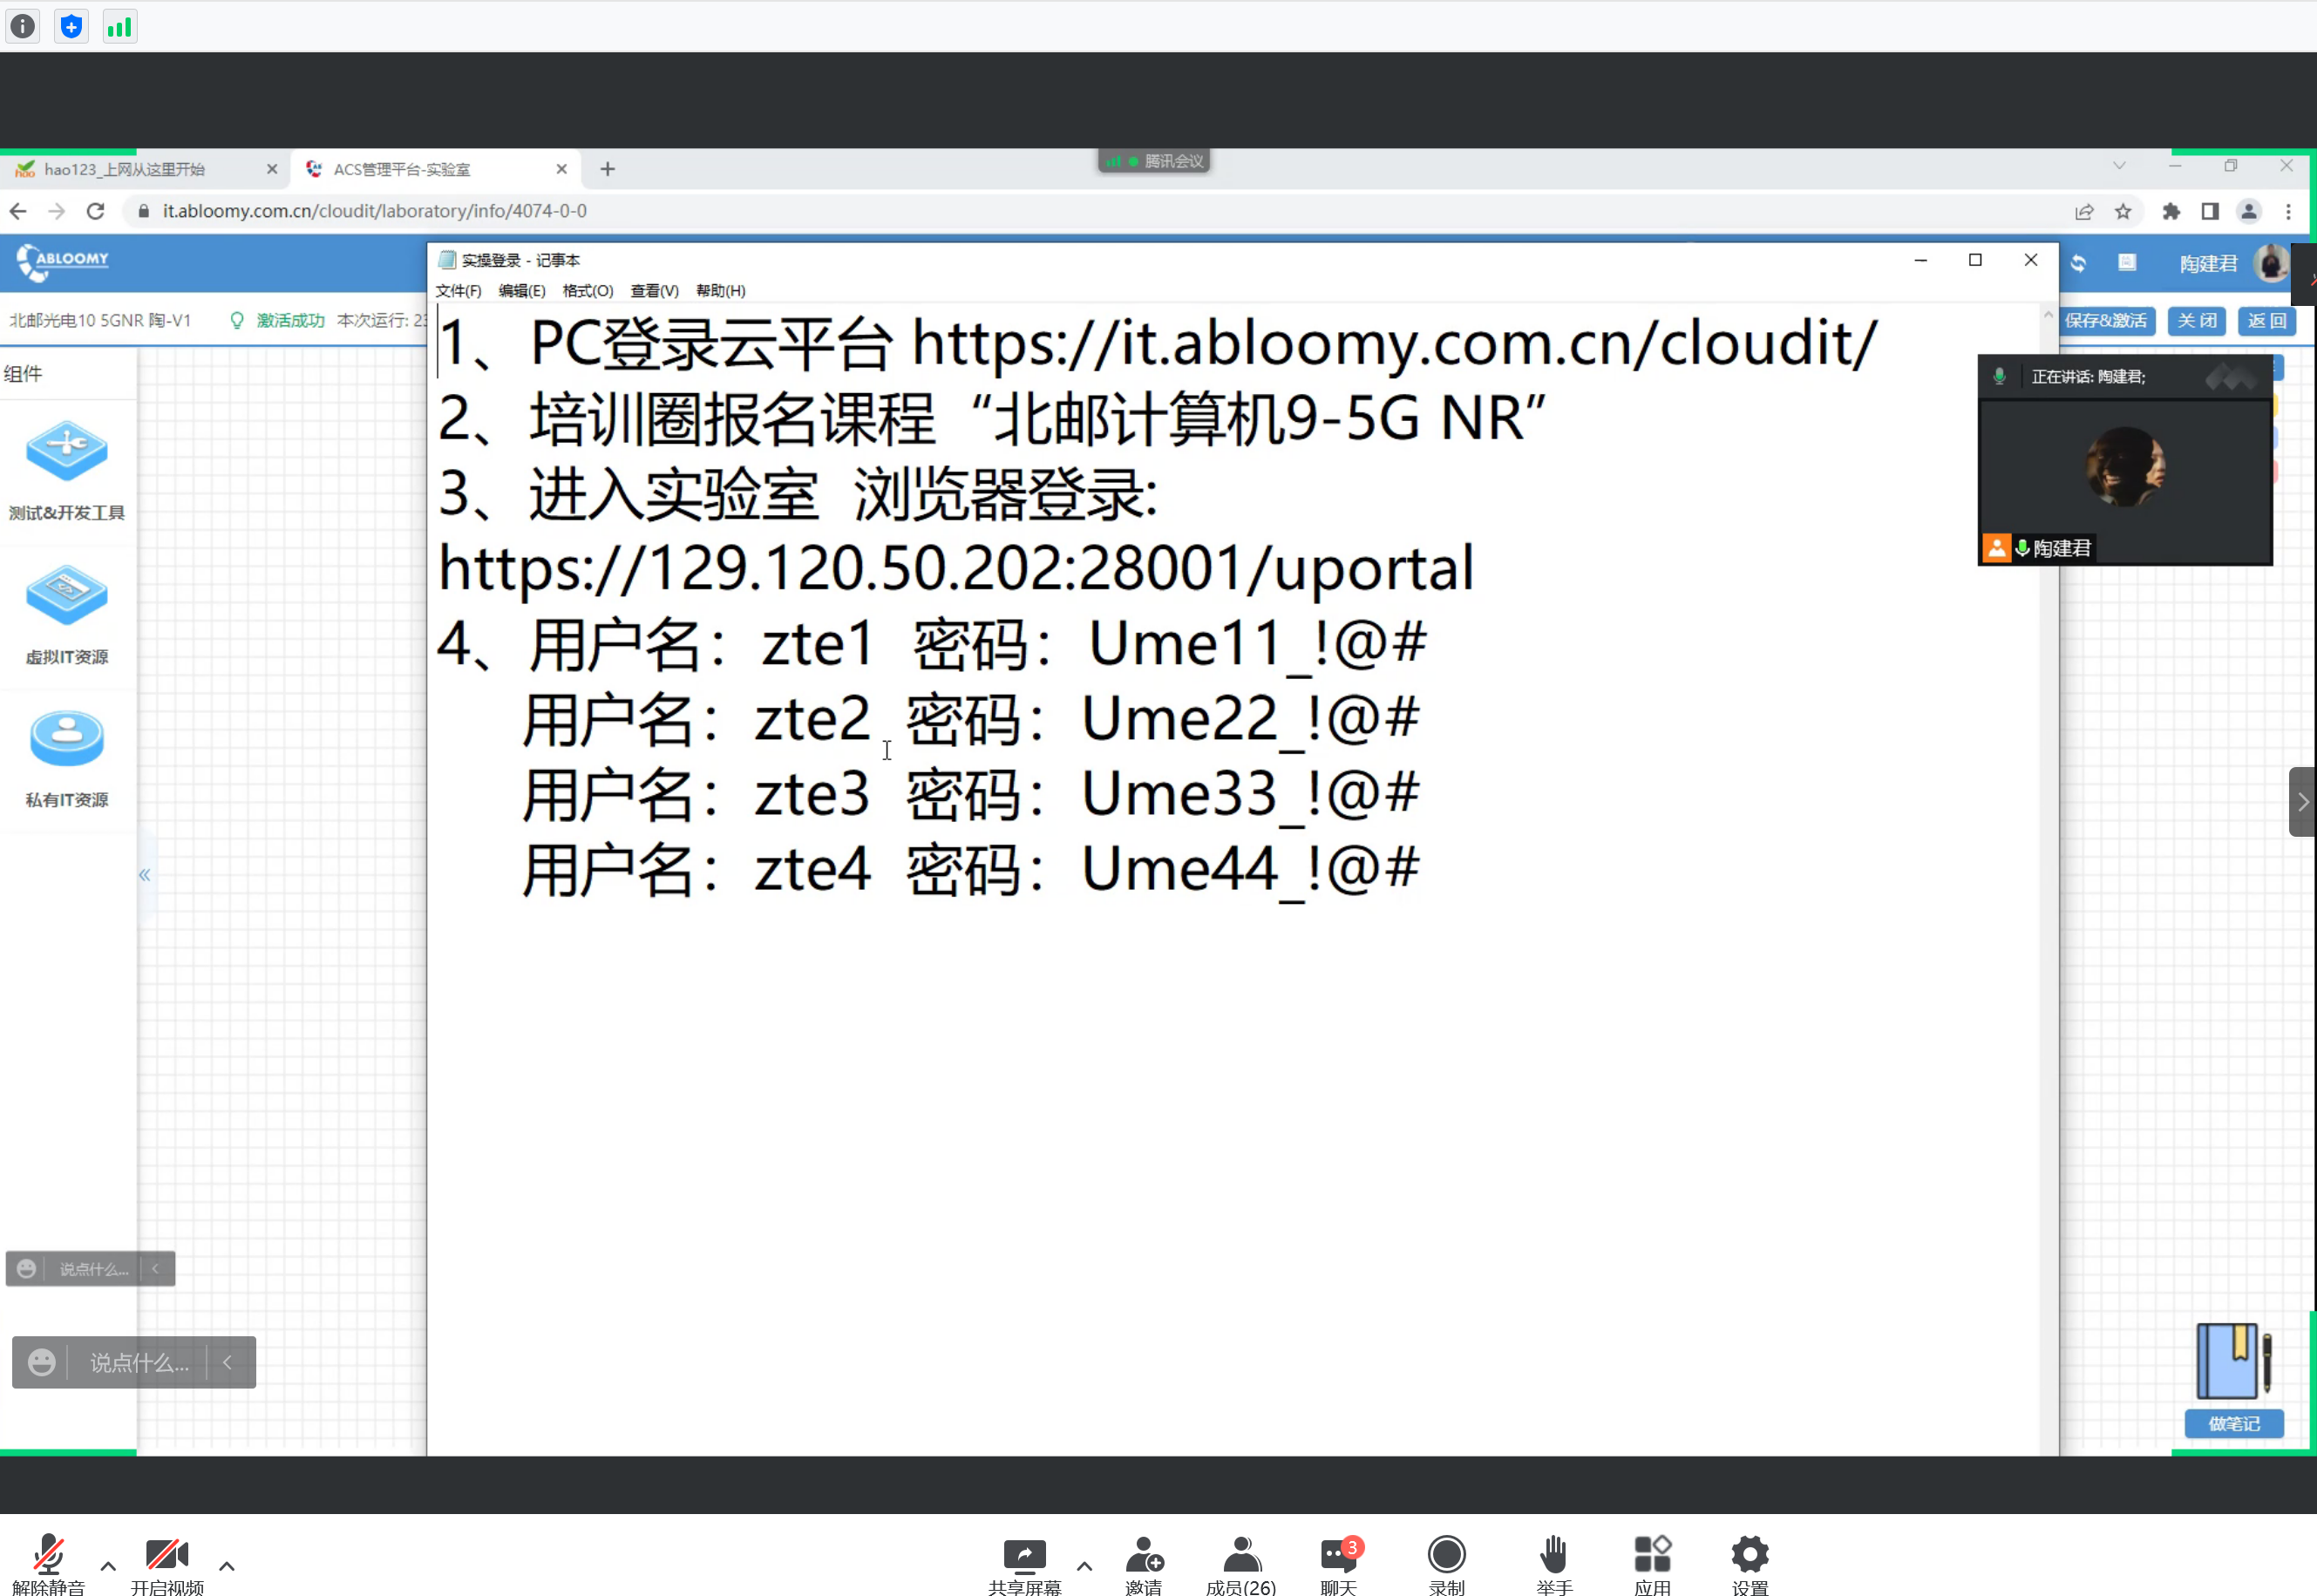 hao123_上网从这里开始
ACS管理平台-实验室
腾讯会议
it.abloomy.com.cn/cloudit/laboratory/info/4074-0-0
ABLOOMY
实操登录 - 记事本
陶建君
文件(F) 编辑(E) 格式(O) 查看(V) 帮助(H)
北邮光电10 5GNR 陶-V1
激活成功 本次运行: 23
保存&激活
关 闭
返 回
组件
测试&开发工具
虚拟IT资源
私有IT资源
1、PC登录云平台 https://it.abloomy.com.cn/cloudit/
2、培训圈报名课程“北邮计算机9-5G NR”
3、进入实验室 浏览器登录:
https://129.120.50.202:28001/uportal
4、用户名：zte1 密码：Ume11_!@#
用户名：zte2 密码：Ume22_!@#
用户名：zte3 密码：Ume33_!@#
用户名：zte4 密码：Ume44_!@#
正在讲话: 陶建君;
陶建君
说点什么...
说点什么...
做笔记
解除静音
开启视频
共享屏幕
邀请
成员(26)
3
聊天
录制
举手
应用
设置